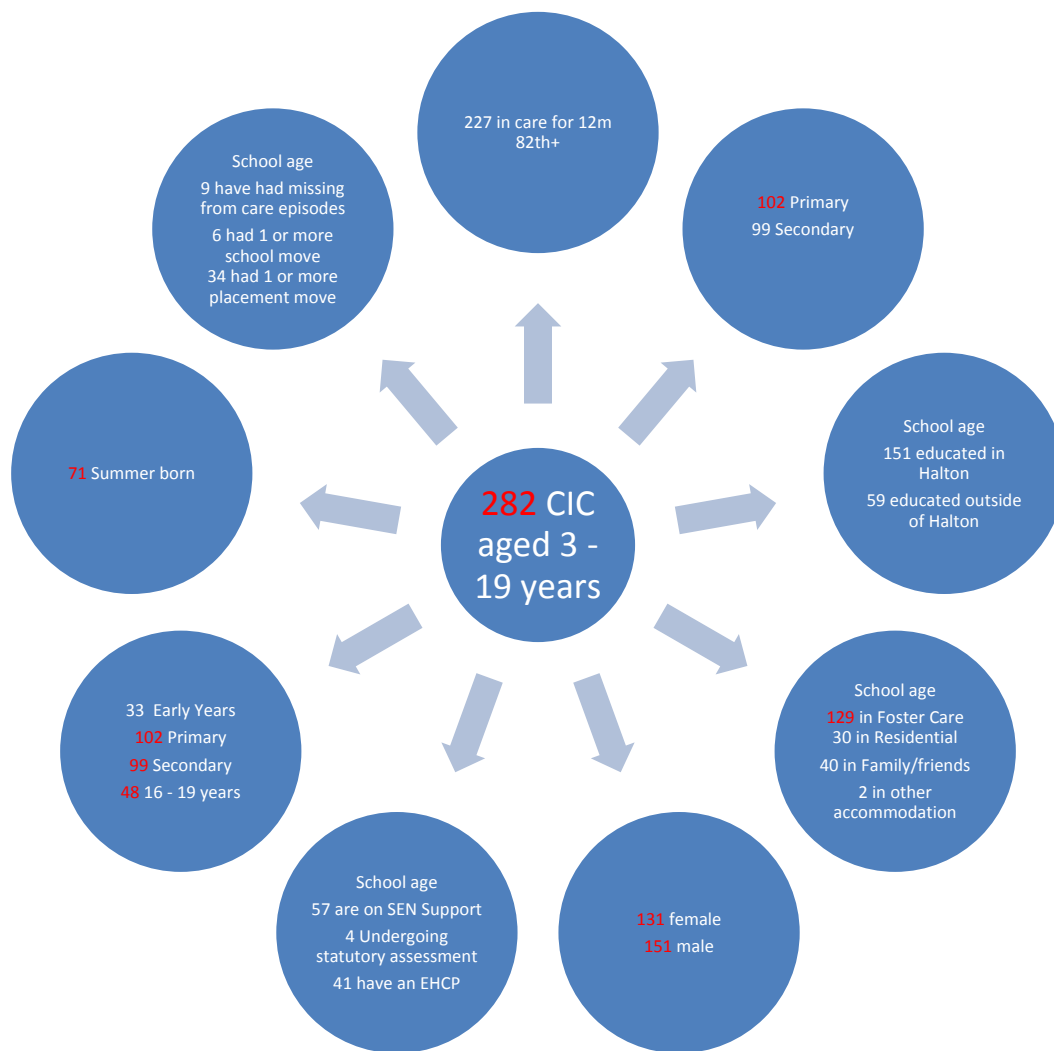 227 in care for 12m
82th+
102 Primary
99 Secondary
School age
151 educated in
Halton
59 educated outside
of Halton
School age
129 in Foster Care
30 in Residential
40 in Family/friends
2 in other
accommodation
131 female
151 male
School age
57 are on SEN Support
4 Undergoing
statutory assessment
41 have an EHCP
33 Early Years
102 Primary
99 Secondary
48 16 - 19 years
71 Summer born
School age
9 have had missing
from care episodes
6 had 1 or more
school move
34 had 1 or more
placement move
282 CIC
aged 3 -
19 years